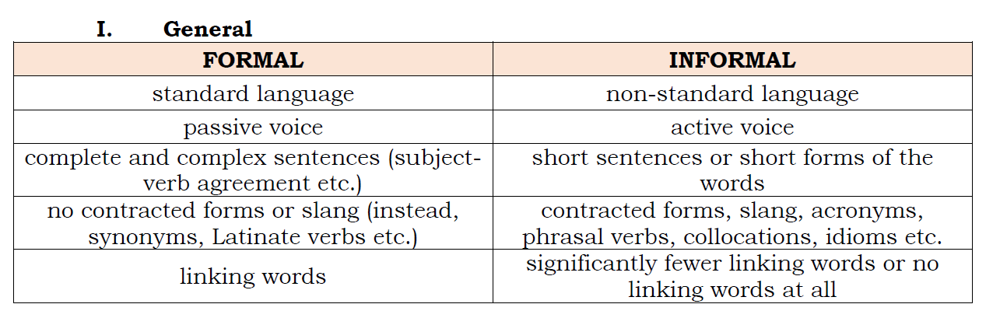 I. General
FORMAL INFORMAL
standard language non-standard language
passive voice active voice
complete and complex sentences (subject-
verb agreement etc.)
short sentences or short forms of the
words
no contracted forms or slang (instead,
synonyms, Latinate verbs etc.)
contracted forms, slang, acronyms,
phrasal verbs, collocations, idioms etc.
linking words
significantly fewer linking words or no
linking words at all